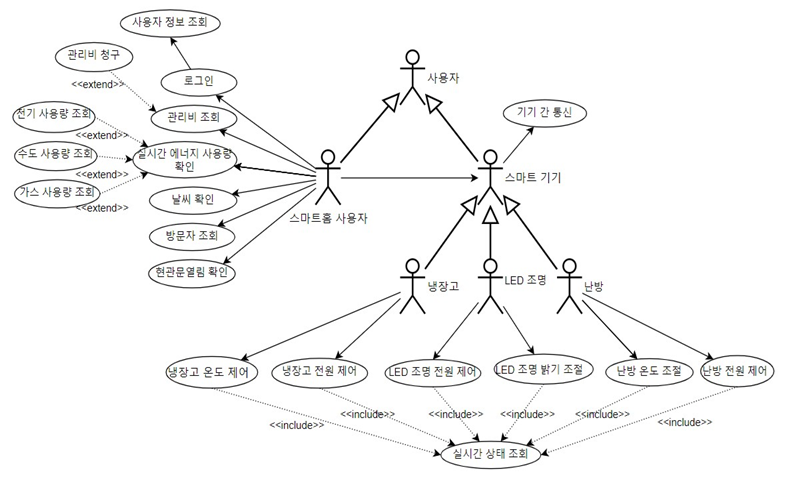 사용자 정보 조회
관리비 청구
<<extend>>
로그인
사용자
전기 사용량 조회
관리비 조회
기기 간 통신
<<extend>>
수도 사용량 조회
실시간 에너지 사용량
확인
<<extend>>
가스 사용량 조회
<<extend>>
날씨 확인
스마트홈 사용자
스마트 기기
방문자 조회
현관문열림 확인
냉장고
LED 조명
난방
냉장고 온도 제어
냉장고 전원 제어
LED 조명 전원 제어
LED 조명 밝기 조절
난방 온도 조절
난방 전원 제어
<<include>>
<<include>>
<<include>>
<<include>>
<<include>>
<<include>>
실시간 상태 조회